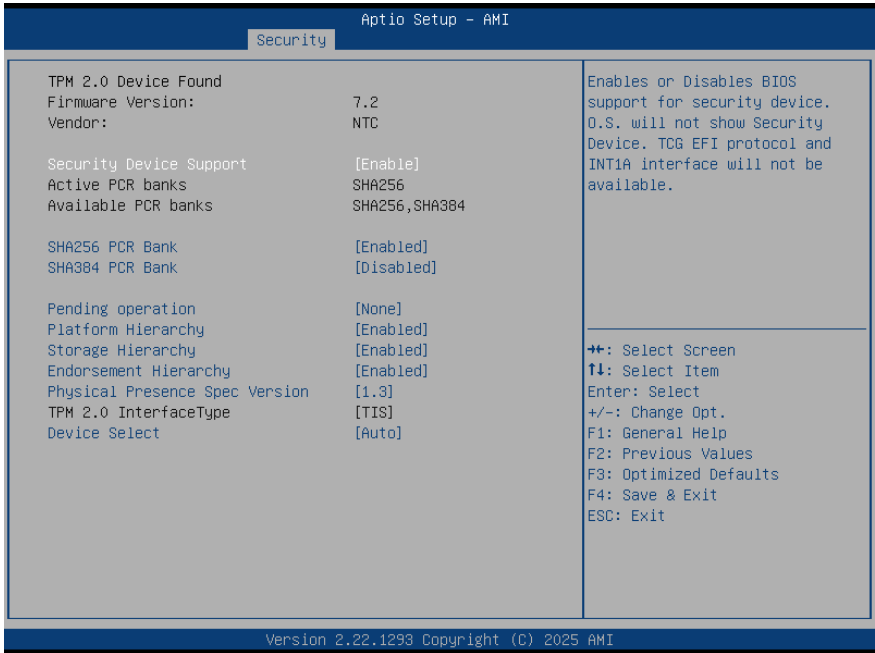 Aptio Setup - AMI
Security
TPM 2.0 Device Found
Firmware Version: 7.2
Vendor: NTC
Security Device Support [Enable]
Active PCR banks SHA256
Available PCR banks SHA256,SHA384
SHA256 PCR Bank [Enabled]
SHA384 PCR Bank [Disabled]
Pending operation [None]
Platform Hierarchy [Enabled]
Storage Hierarchy [Enabled]
Endorsement Hierarchy [Enabled]
Physical Presence Spec Version [1.3]
TPM 2.0 InterfaceType [TIS]
Device Select [Auto]
Enables or Disables BIOS
support for security device.
O.S. will not show Security
Device. TCG EFI protocol and
INT1A interface will not be
available.
→←: Select Screen
↑↓: Select Item
Enter: Select
+/-: Change Opt.
F1: General Help
F2: Previous Values
F3: Optimized Defaults
F4: Save & Exit
ESC: Exit
Version 2.22.1293 Copyright (C) 2025 AMI